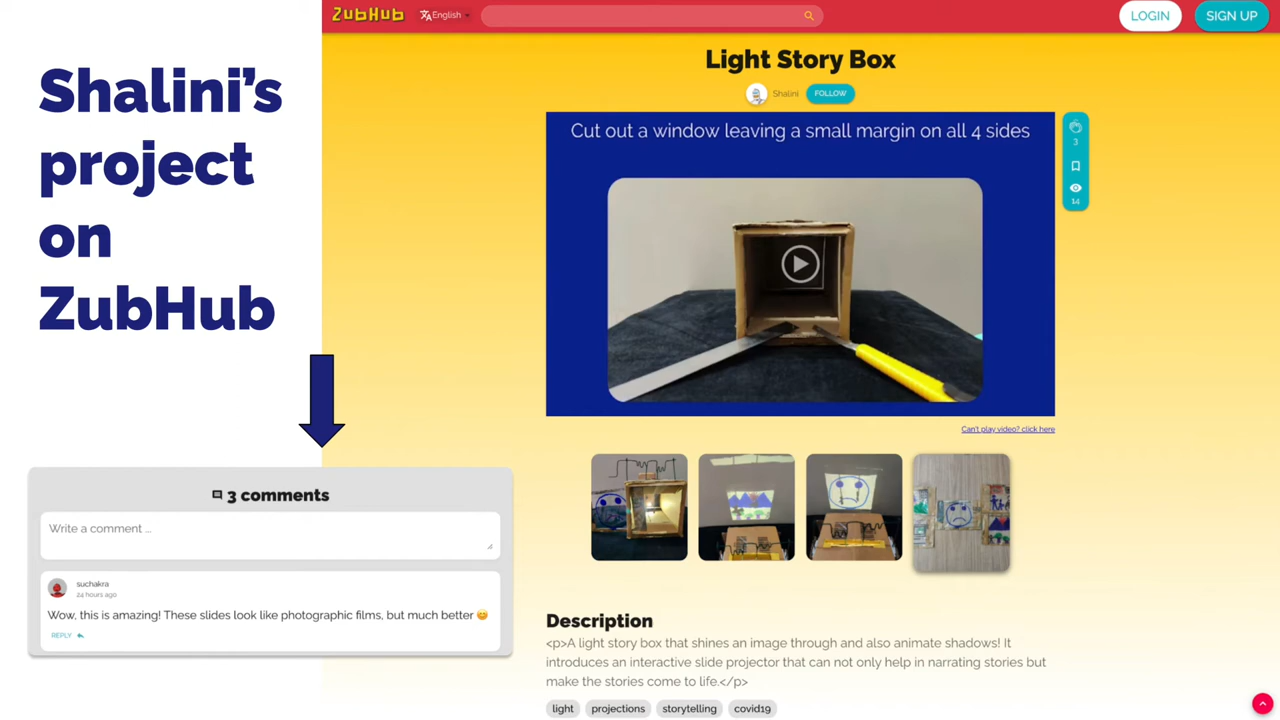 Shalini's
project
on
ZubHub
ZubHub
English
LOGIN
SIGN UP
Light Story Box
Shalini
FOLLOW
Cut out a window leaving a small margin on all 4 sides
3
14
Can't play video? click here
3 comments
Write a comment ...
suchakra
24 hours ago
Wow, this is amazing! These slides look like photographic films, but much better 😊
REPLY
Description
<p>A light story box that shines an image through and also animate shadows! It
introduces an interactive slide projector that can not only help in narrating stories but
make the stories come to life.</p>
light
projections
storytelling
covid19